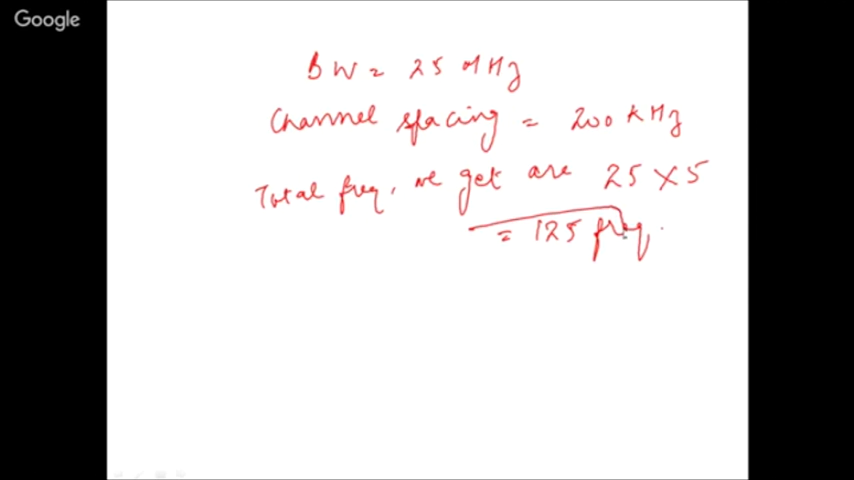 Google
BW = 25 MHz
Channel spacing = 200 KHz
Total freq, we get are 25 X 5
= 125 freq.